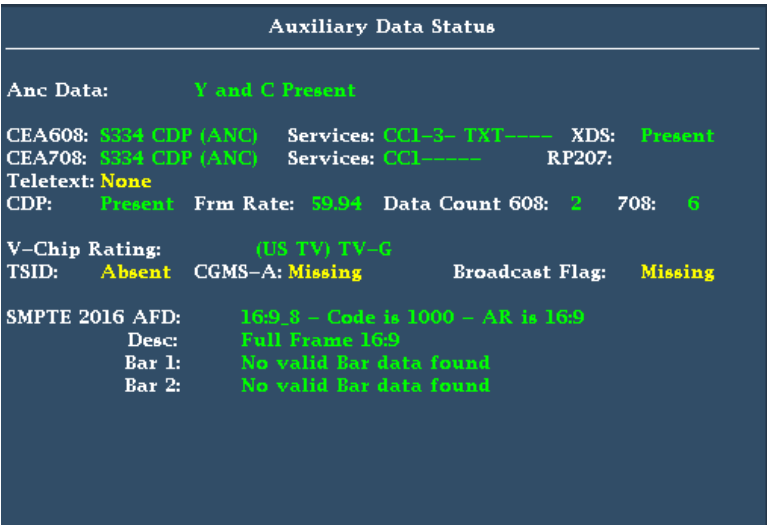 Auxiliary Data Status
Anc Data: Y and C Present
CEA608: S334 CDP (ANC) Services: CC1-3- TXT---- XDS: Present
CEA708: S334 CDP (ANC) Services: CC1----- RP207:
Teletext: None
CDP: Present Frm Rate: 59.94 Data Count 608: 2 708: 6
V-Chip Rating: (US TV) TV-G
TSID: Absent CGMS-A: Missing Broadcast Flag: Missing
SMPTE 2016 AFD: 16:9_8 - Code is 1000 - AR is 16:9
Desc: Full Frame 16:9
Bar 1: No valid Bar data found
Bar 2: No valid Bar data found